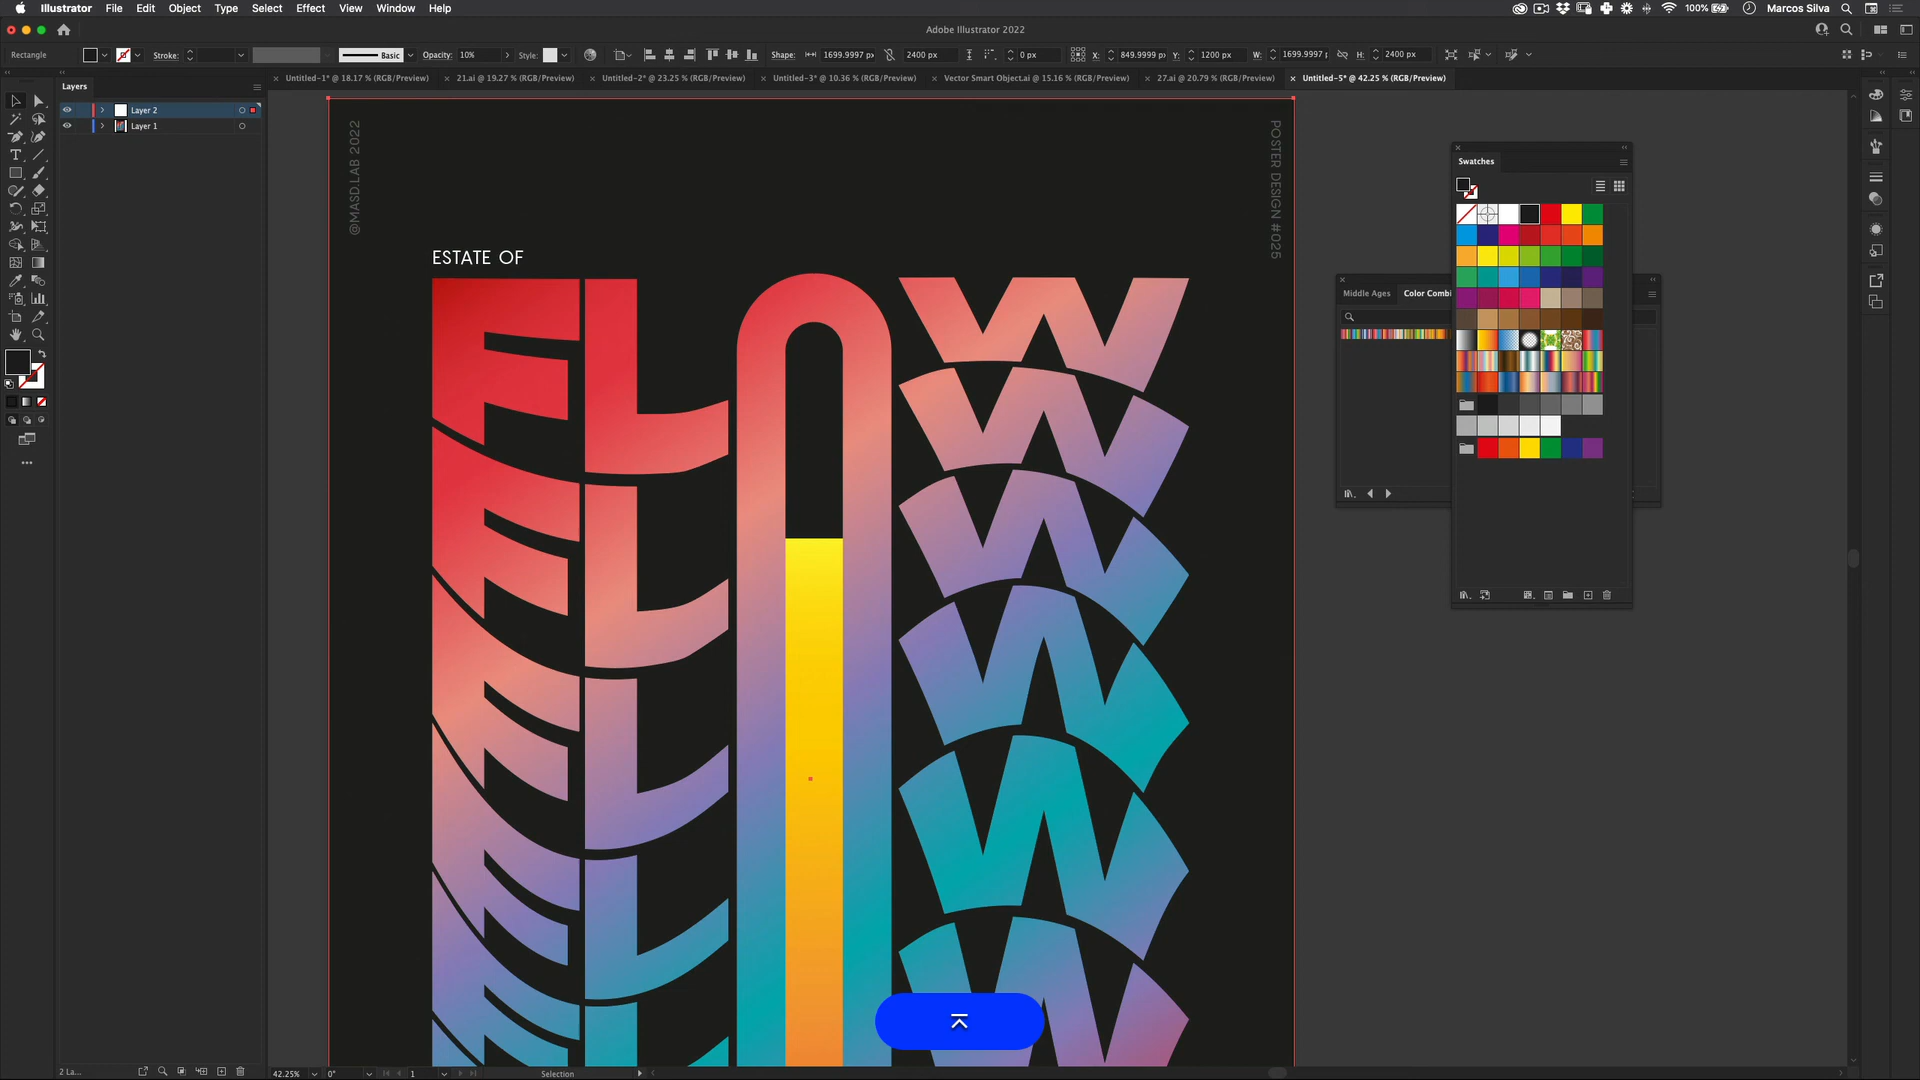 Illustrator File Edit Object Type Select Effect View Window Help
100% Marcos Silva
Adobe Illustrator 2022
Rectangle Stroke: Basic Opacity: 10% Style: Shape: 1699.9997 px 2400 px 0 px X: 849.9999 px Y: 1200 px W: 1699.9997 p H: 2400 px
Untitled-1* @ 18.17 % (RGB/Preview) 21.ai @ 19.27 % (RGB/Preview) Untitled-2* @ 23.25 % (RGB/Preview) Untitled-3* @ 10.36 % (RGB/Preview) Vector Smart Object.ai @ 15.16 % (RGB/Preview) 27.ai @ 20.79 % (RGB/Preview) Untitled-5* @ 42.25 % (RGB/Preview)
Layers
Layer 2
Layer 1
@MASD.LAB 2022
POSTER DESIGN #025
ESTATE OF
FLOW
Swatches
Middle Ages Color Combi
2 La...
42.25% 0° 1 Selection